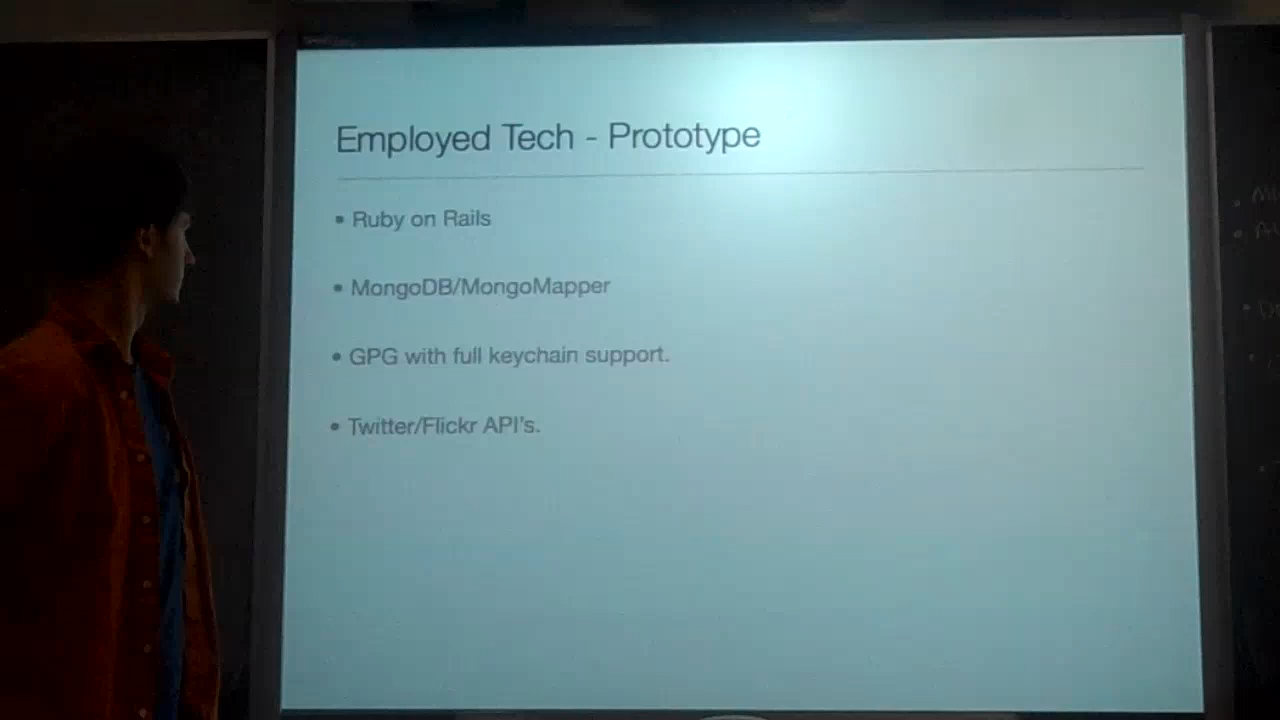 Employed Tech - Prototype
• Ruby on Rails
• MongoDB/MongoMapper
• GPG with full keychain support.
• Twitter/Flickr API's.